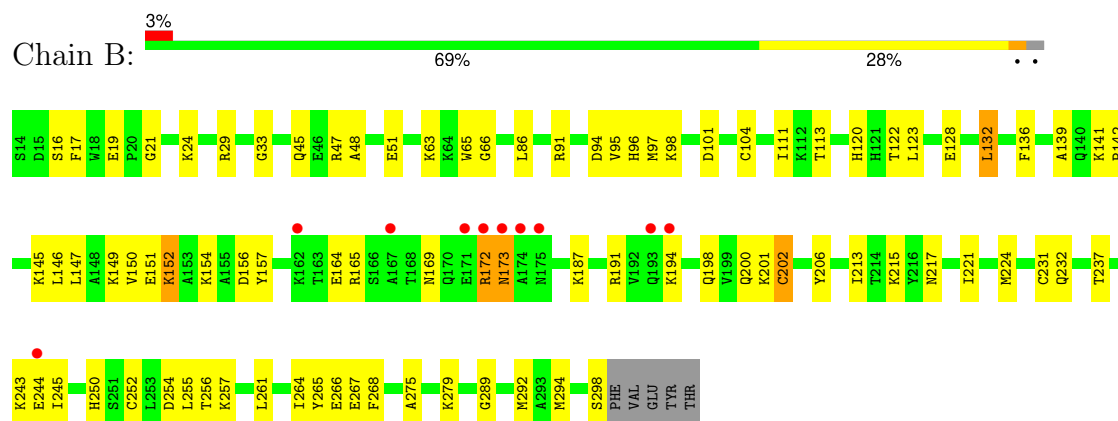 3%
Chain B:
69% 28% • •
S14 D15 S16 F17 W18 E19 P20 G21 K24 R29 G33 Q45 E46 R47 A48 E51 K63 K64 W65 G66 L86 R91 D94 V95 H96 M97 K98 D101 C104 I111 K112 T113 H120 H121 T122 L123 E128 L132 F136 A139 Q140 K141
K145 L146 L147 A148 K149 V150 E151 K152 A153 K154 A155 D156 Y157 K162 T163 E164 R165 S166 A167 T168 N169 Q170 E171 R172 N173 A174 N175 K187 R191 V192 Q193 K194 Q198 V199 Q200 K201 C202 Y206 I213 T214 K215 Y216 N217 I221 M224 C231 Q232 T237
K243 E244 I245 H250 S251 C252 L253 D254 L255 T256 K257 L261 I264 Y265 E266 E267 F268 A275 K279 G289 M292 A293 M294 S298 PHE VAL GLU TYR THR